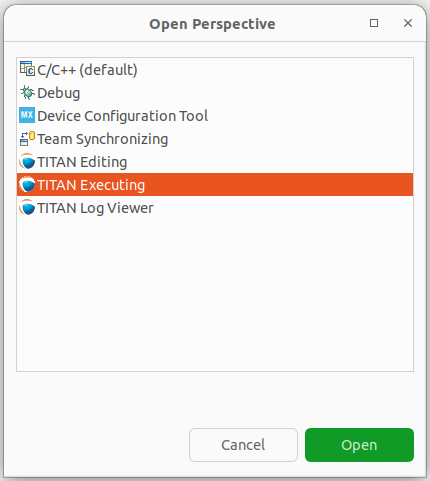 Open Perspective
C/C++ (default)
Debug
MX Device Configuration Tool
Team Synchronizing
TITAN Editing
TITAN Executing
TITAN Log Viewer
Cancel Open